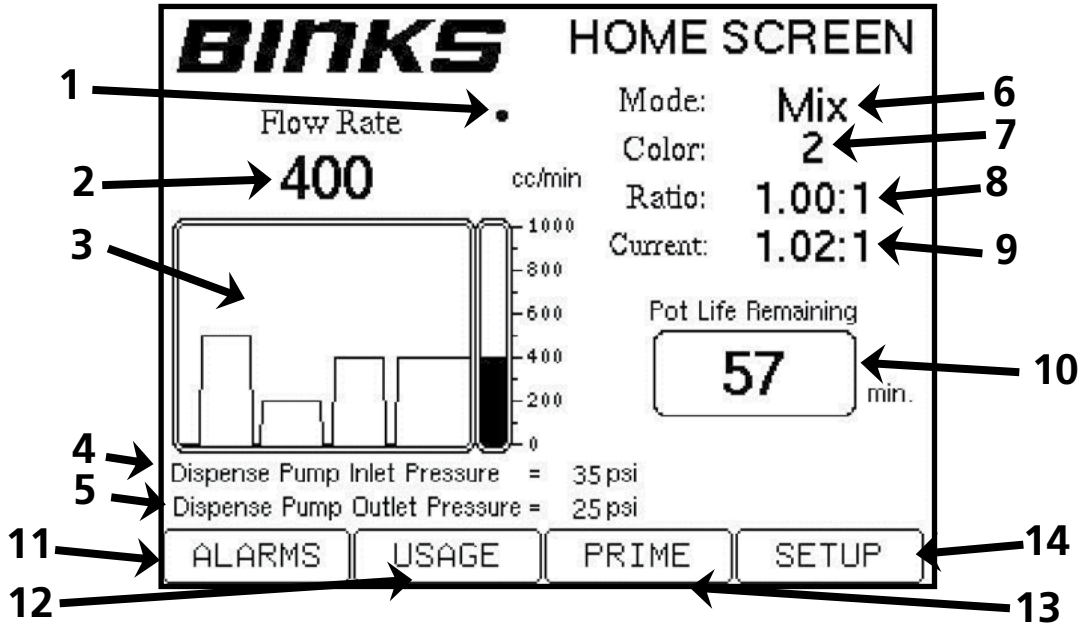 BINKS HOME SCREEN
1
Flow Rate
2 400 cc/min
3
1000
800
600
400
200
0
4 Dispense Pump Inlet Pressure = 35 psi
5 Dispense Pump Outlet Pressure = 25 psi
Mode: Mix 6
Color: 2 7
Ratio: 1.00:1 8
Current: 1.02:1 9
Pot Life Remaining
57 min. 10
11 ALARMS USAGE PRIME SETUP 14
12 13